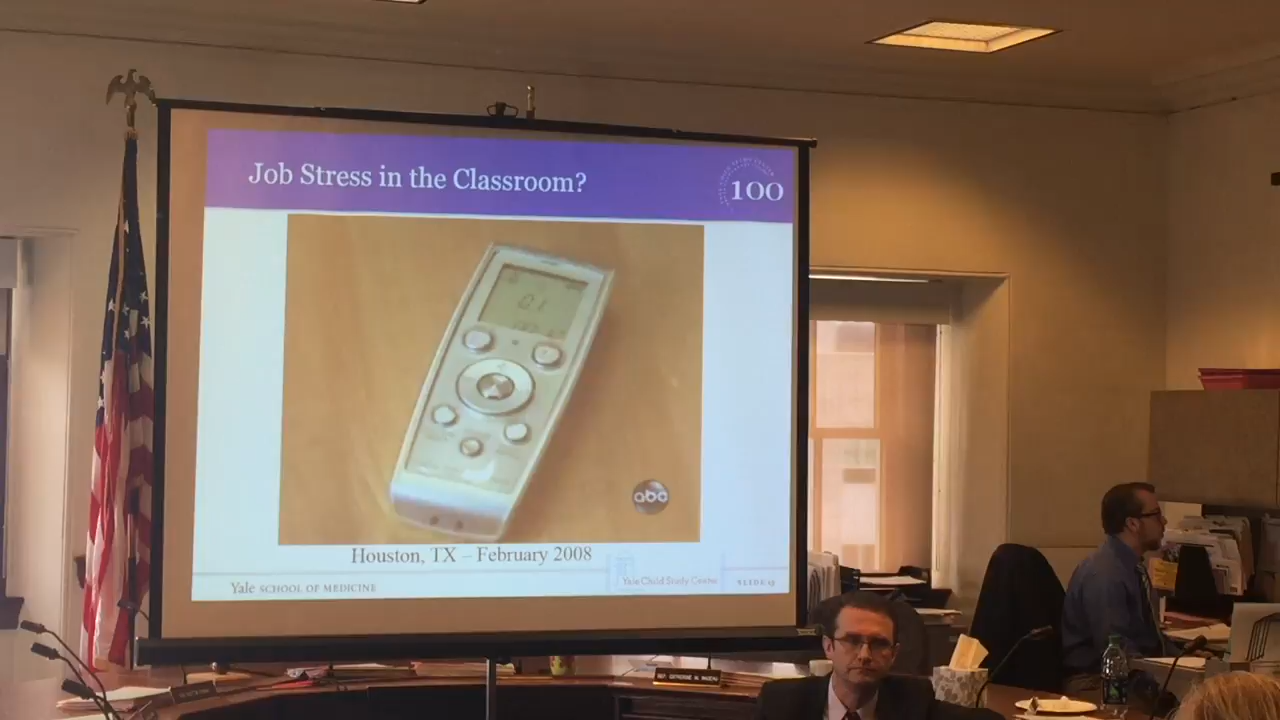 Job Stress in the Classroom?
100
abc
Houston, TX – February 2008
Yale SCHOOL OF MEDICINE
Yale Child Study Center